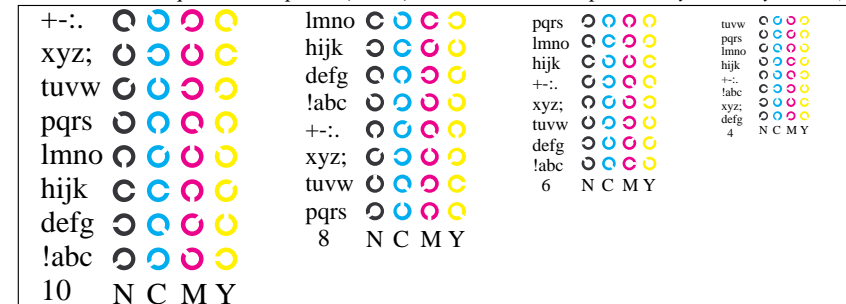 +-:.
xyz;
tuvw
pqrs
lmno
hijk
defg
!abc
10 N C M Y
lmno
hijk
defg
!abc
+-:.
xyz;
tuvw
pqrs
8 N C M Y
pqrs
lmno
hijk
+-:.
xyz;
tuvw
defg
!abc
6 N C M Y
tuvw
pqrs
lmno
hijk
+-:.
!abc
xyz;
defg
4 N C M Y